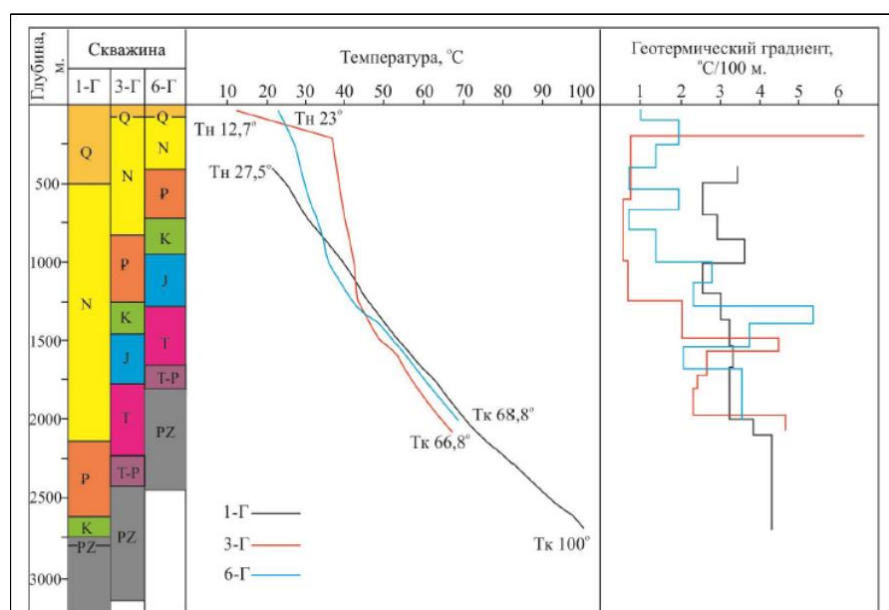 Глубина,
м.
Скважина
1-Г 3-Г 6-Г
Температура, °С
10 20 30 40 50 60 70 80 90 100
Геотермический градиент,
°С/100 м.
1 2 3 4 5 6
500
1000
1500
2000
2500
3000
Q
N
P
K
PZ
Q
N
P
K
J
T
T-P
PZ
Q
N
P
K
J
T
T-P
PZ
Тн 12,7°
Тн 23°
Тн 27,5°
Тк 68,8°
Тк 66,8°
Тк 100°
1-Г
3-Г
6-Г